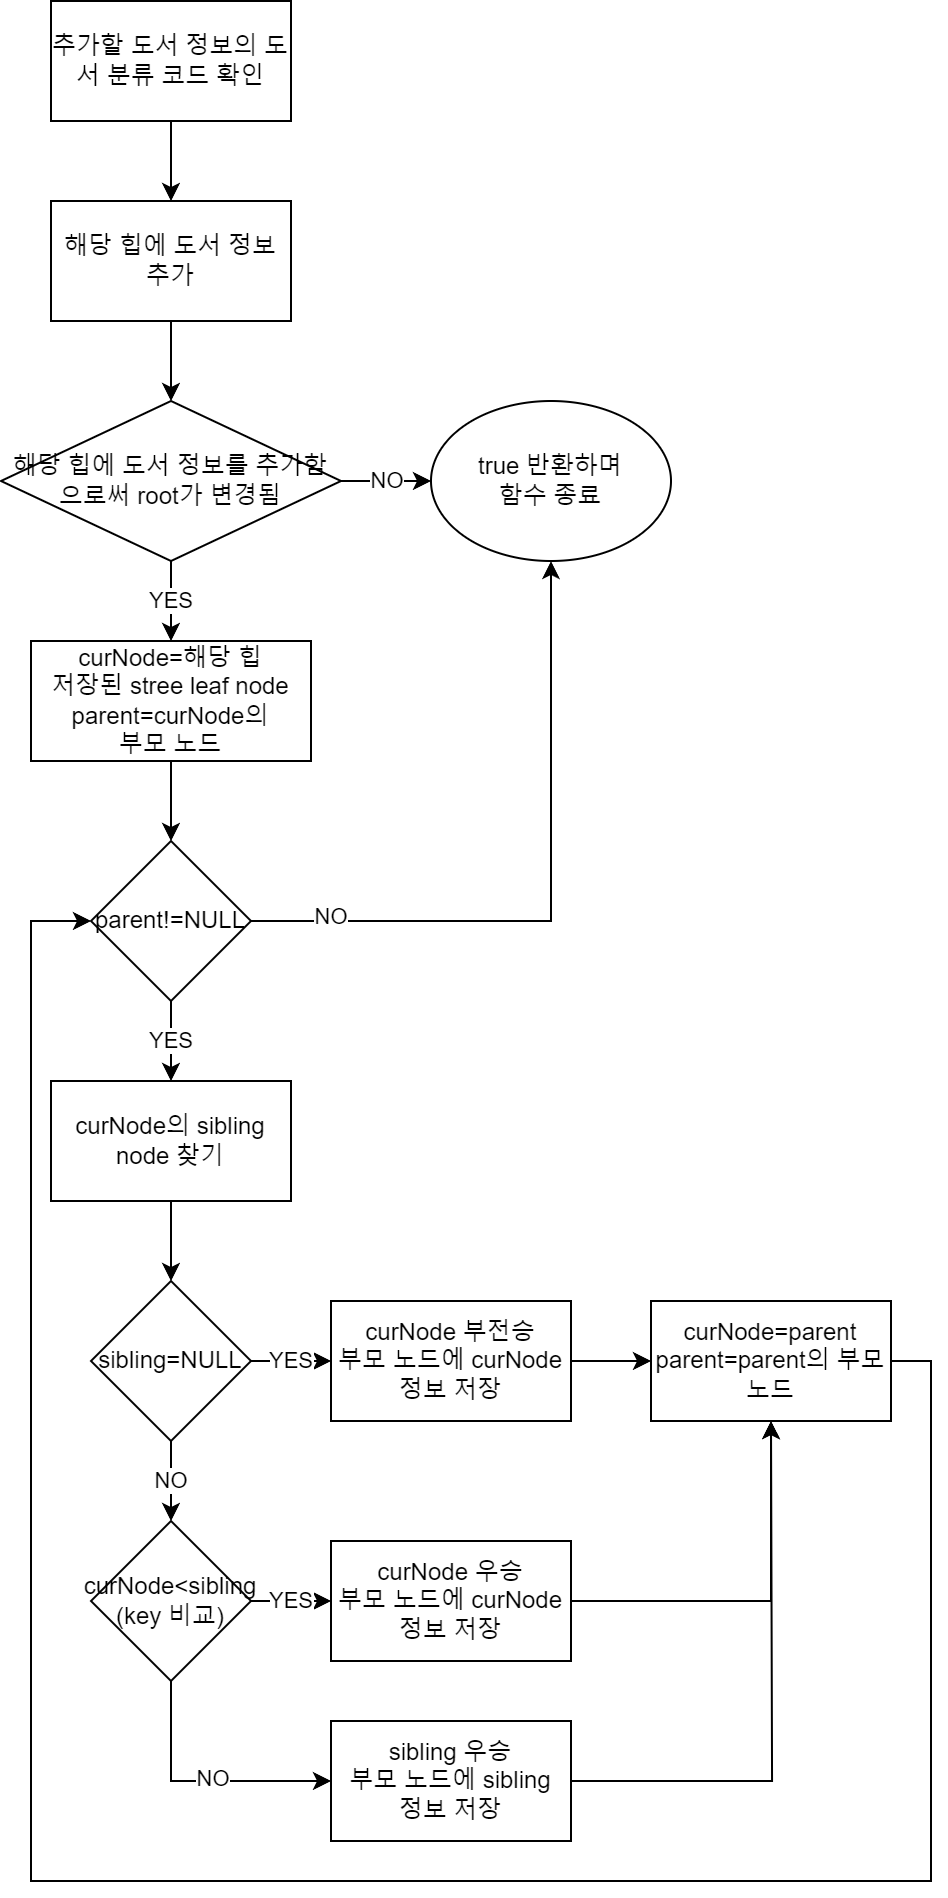 추가할 도서 정보의 도
서 분류 코드 확인
해당 힙에 도서 정보
추가
해당 힙에 도서 정보를 추가함
으로써 root가 변경됨
NO
true 반환하며
함수 종료
YES
curNode=해당 힙
저장된 stree leaf node
parent=curNode의
부모 노드
parent!=NULL
NO
YES
curNode의 sibling
node 찾기
sibling=NULL
YES
curNode 부전승
부모 노드에 curNode
정보 저장
curNode=parent
parent=parent의 부모
노드
NO
curNode<sibling
(key 비교)
YES
curNode 우승
부모 노드에 curNode
정보 저장
NO
sibling 우승
부모 노드에 sibling
정보 저장